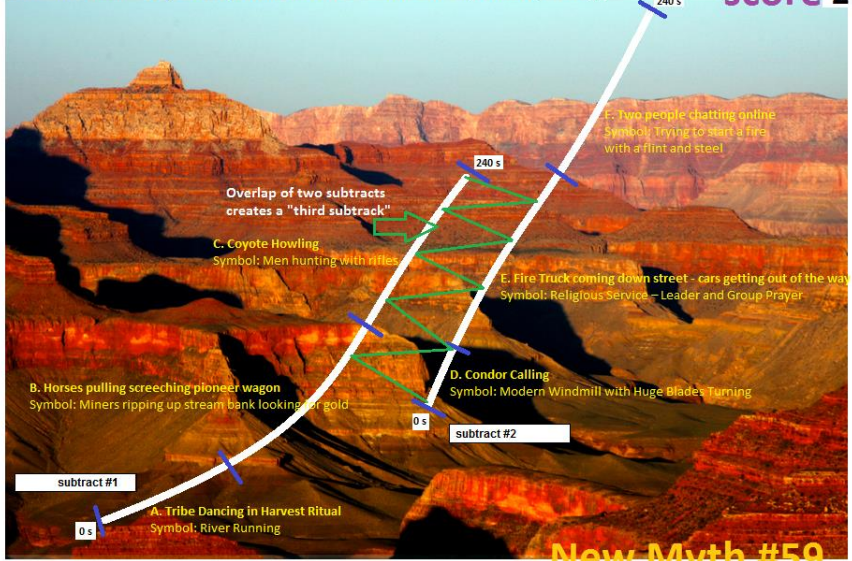 240 s
score
F: Two people chatting online
Symbol: Trying to start a fire
with a flint and steel
240 s
Overlap of two subtracts
creates a "third subtrack"
C. Coyote Howling
Symbol: Men hunting with rifles
E. Fire Truck coming down street - cars getting out of the way
Symbol: Religious Service – Leader and Group Prayer
D. Condor Calling
Symbol: Modern Windmill with Huge Blades Turning
B. Horses pulling screeching pioneer wagon
Symbol: Miners ripping up stream bank looking for gold
0 s
subtract #2
subtract #1
A. Tribe Dancing in Harvest Ritual
Symbol: River Running
0 s
New Myth #59